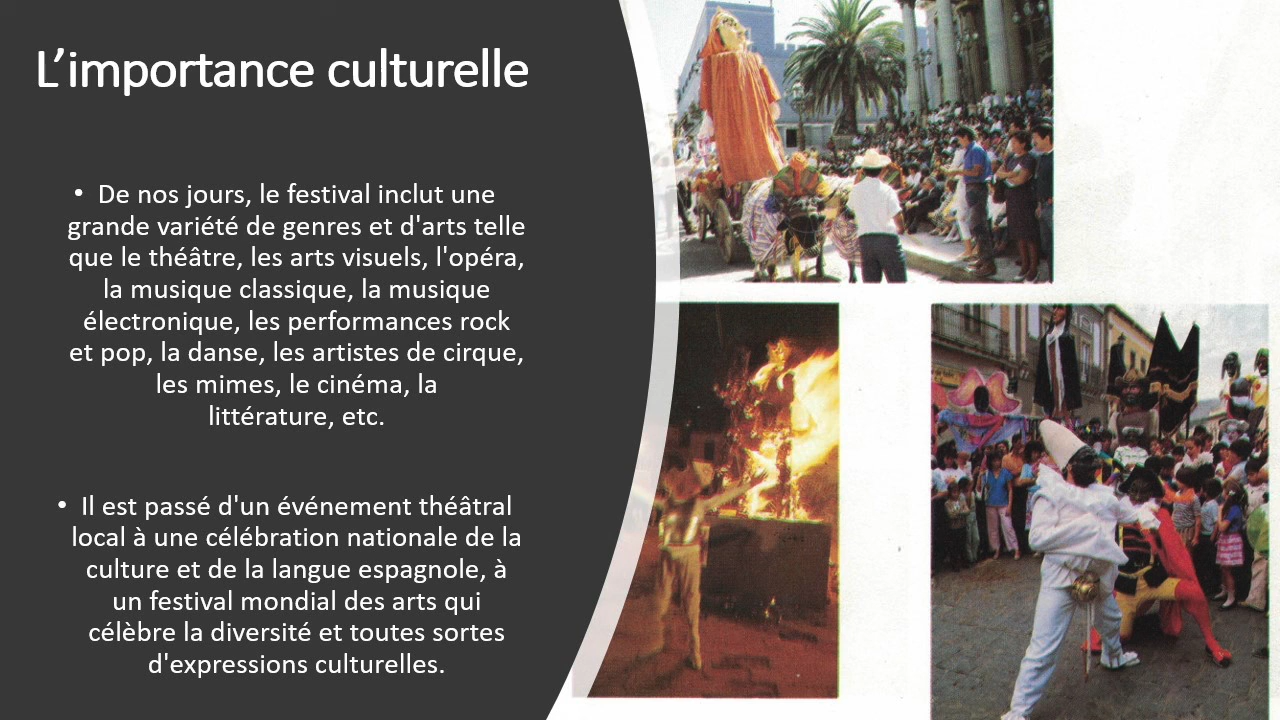 L’importance culturelle
• De nos jours, le festival inclut une
grande variété de genres et d'arts telle
que le théâtre, les arts visuels, l'opéra,
la musique classique, la musique
électronique, les performances rock
et pop, la danse, les artistes de cirque,
les mimes, le cinéma, la
littérature, etc.
• Il est passé d'un événement théâtral
local à une célébration nationale de la
culture et de la langue espagnole, à
un festival mondial des arts qui
célèbre la diversité et toutes sortes
d'expressions culturelles.